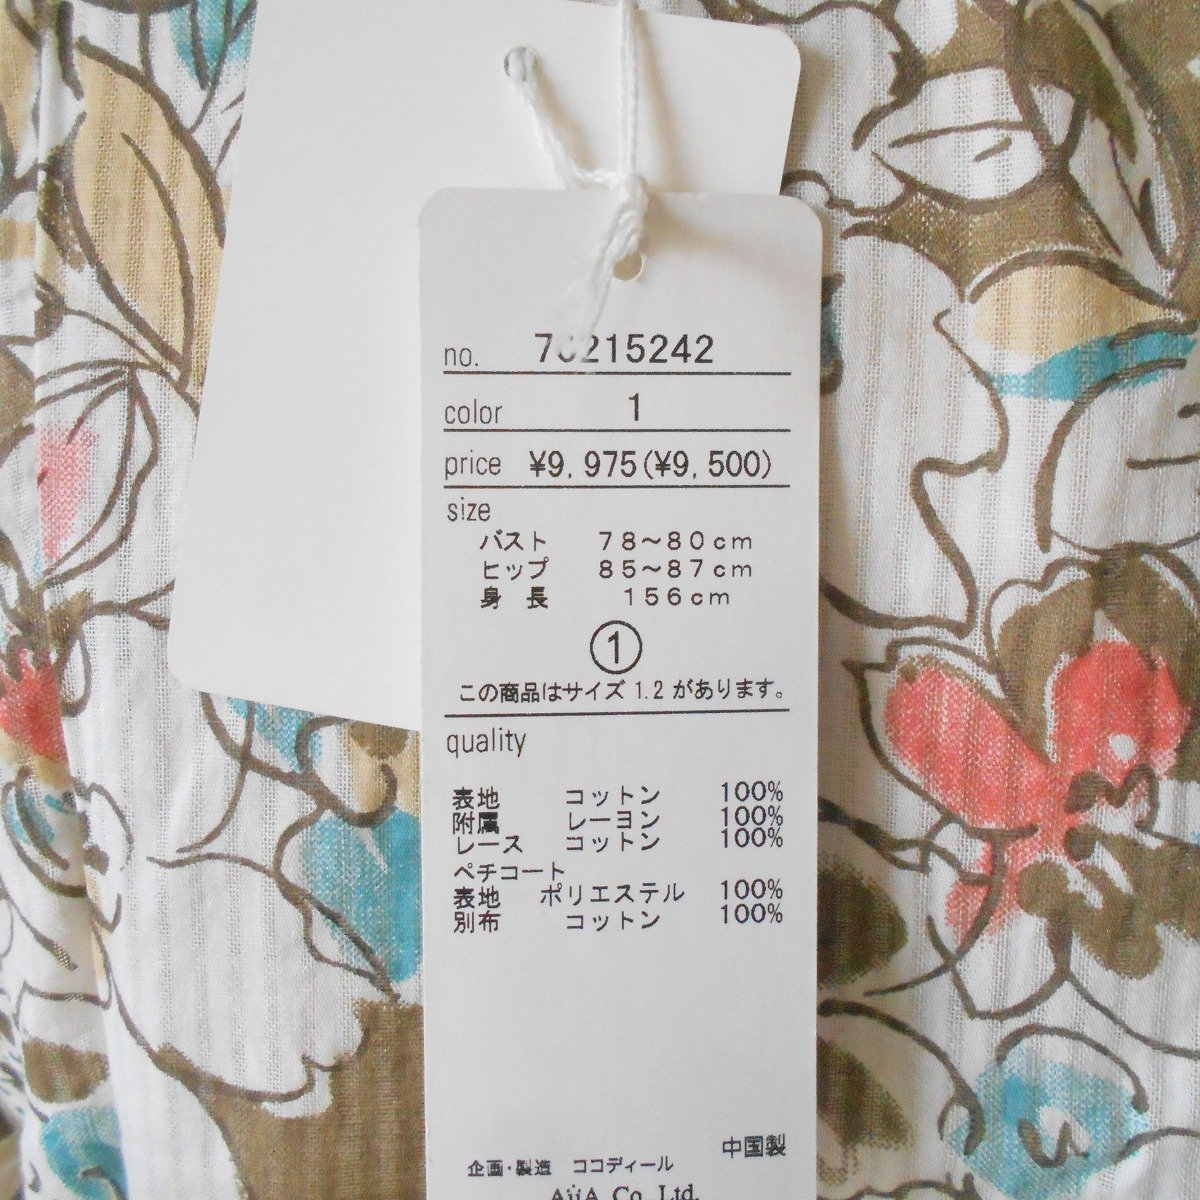 no. 70215242
color 1
price ¥9,975(¥9,500)
size
バスト 78〜80cm
ヒップ 85〜87cm
身 長 156cm
①
この商品はサイズ1.2があります。
quality
表地 コットン 100%
附属 レーヨン 100%
レース コットン 100%
ペチコート
表地 ポリエステル 100%
別布 コットン 100%
中国製
企画・製造 ココディール
Co. Ltd.